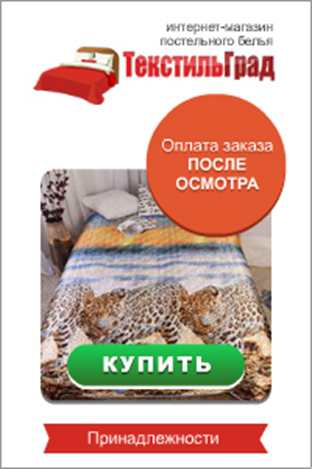 интернет-магазин
постельного белья
ТекстильГрад
Оплата заказа
ПОСЛЕ
ОСМОТРА
КУПИТЬ
Принадлежности